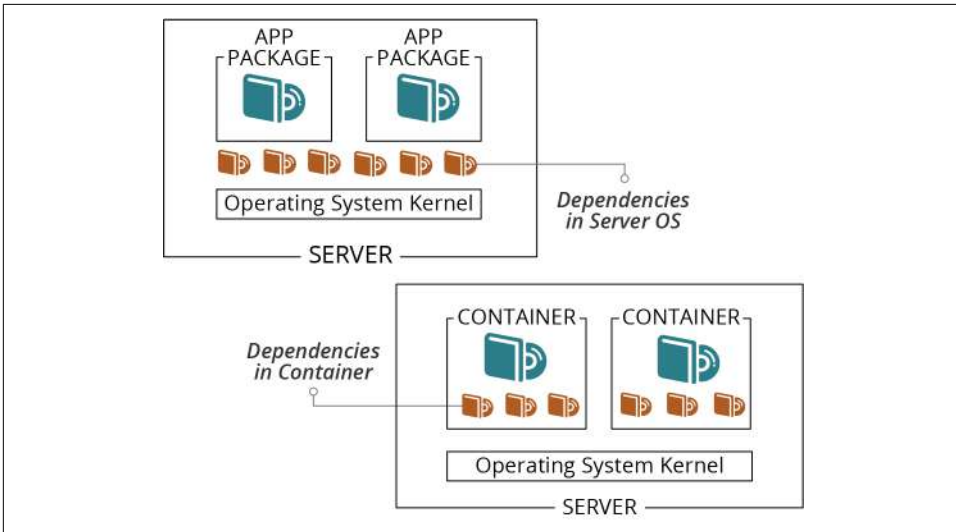 APP
PACKAGE
APP
PACKAGE
Operating System Kernel
Dependencies
in Server OS
SERVER
CONTAINER
CONTAINER
Dependencies
in Container
Operating System Kernel
SERVER